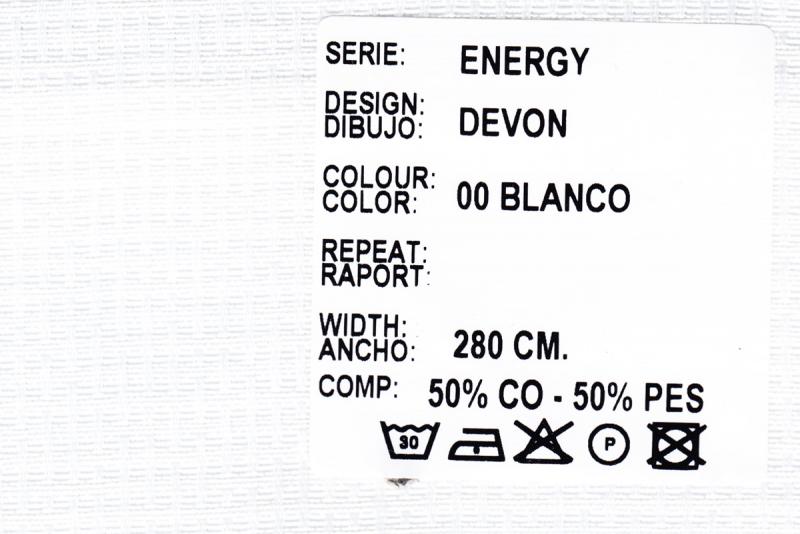 SERIE: ENERGY
DESIGN:
DIBUJO: DEVON
COLOUR:
COLOR: 00 BLANCO
REPEAT:
RAPORT:
WIDTH:
ANCHO: 280 CM.
COMP: 50% CO - 50% PES
30 P